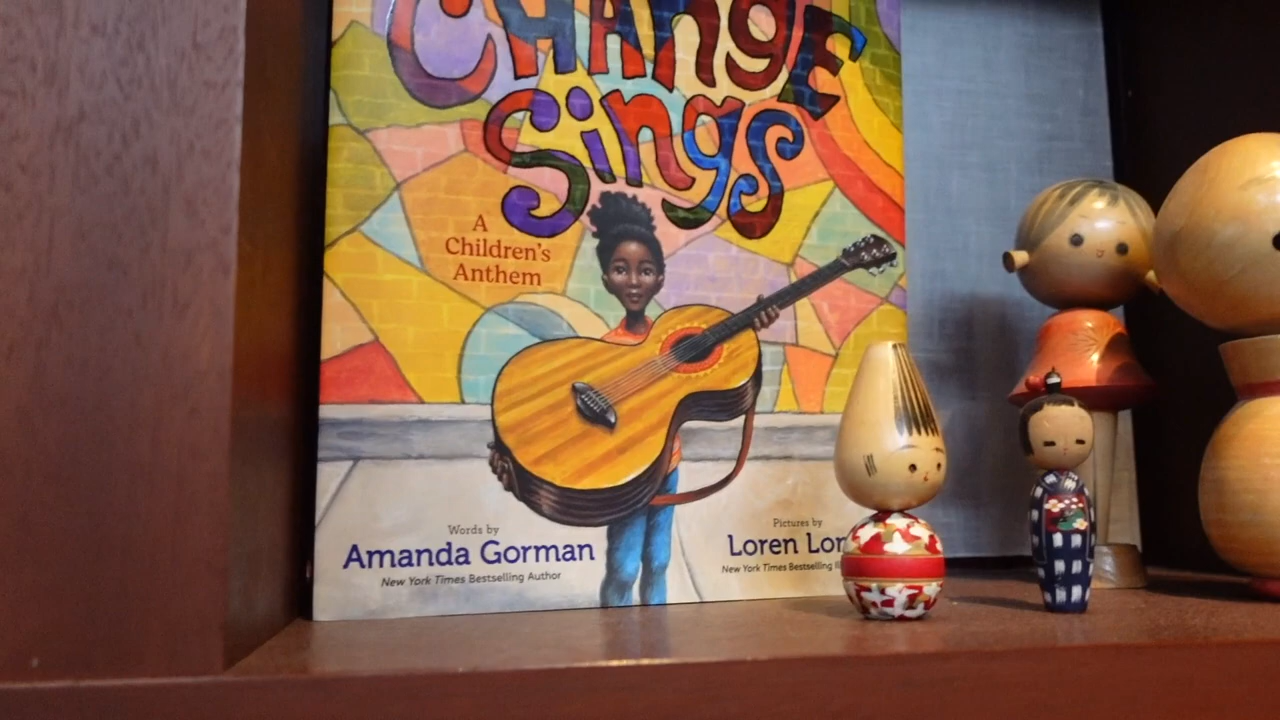 CHANGE
Sings
A
Children's
Anthem
Words by
Amanda Gorman
New York Times Bestselling Author
Pictures by
Loren
New York Times Bestselling